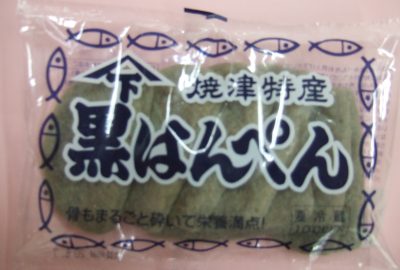 焼津特産
黒はんぺん
骨もまるごと砕いて栄養満点!
要冷蔵